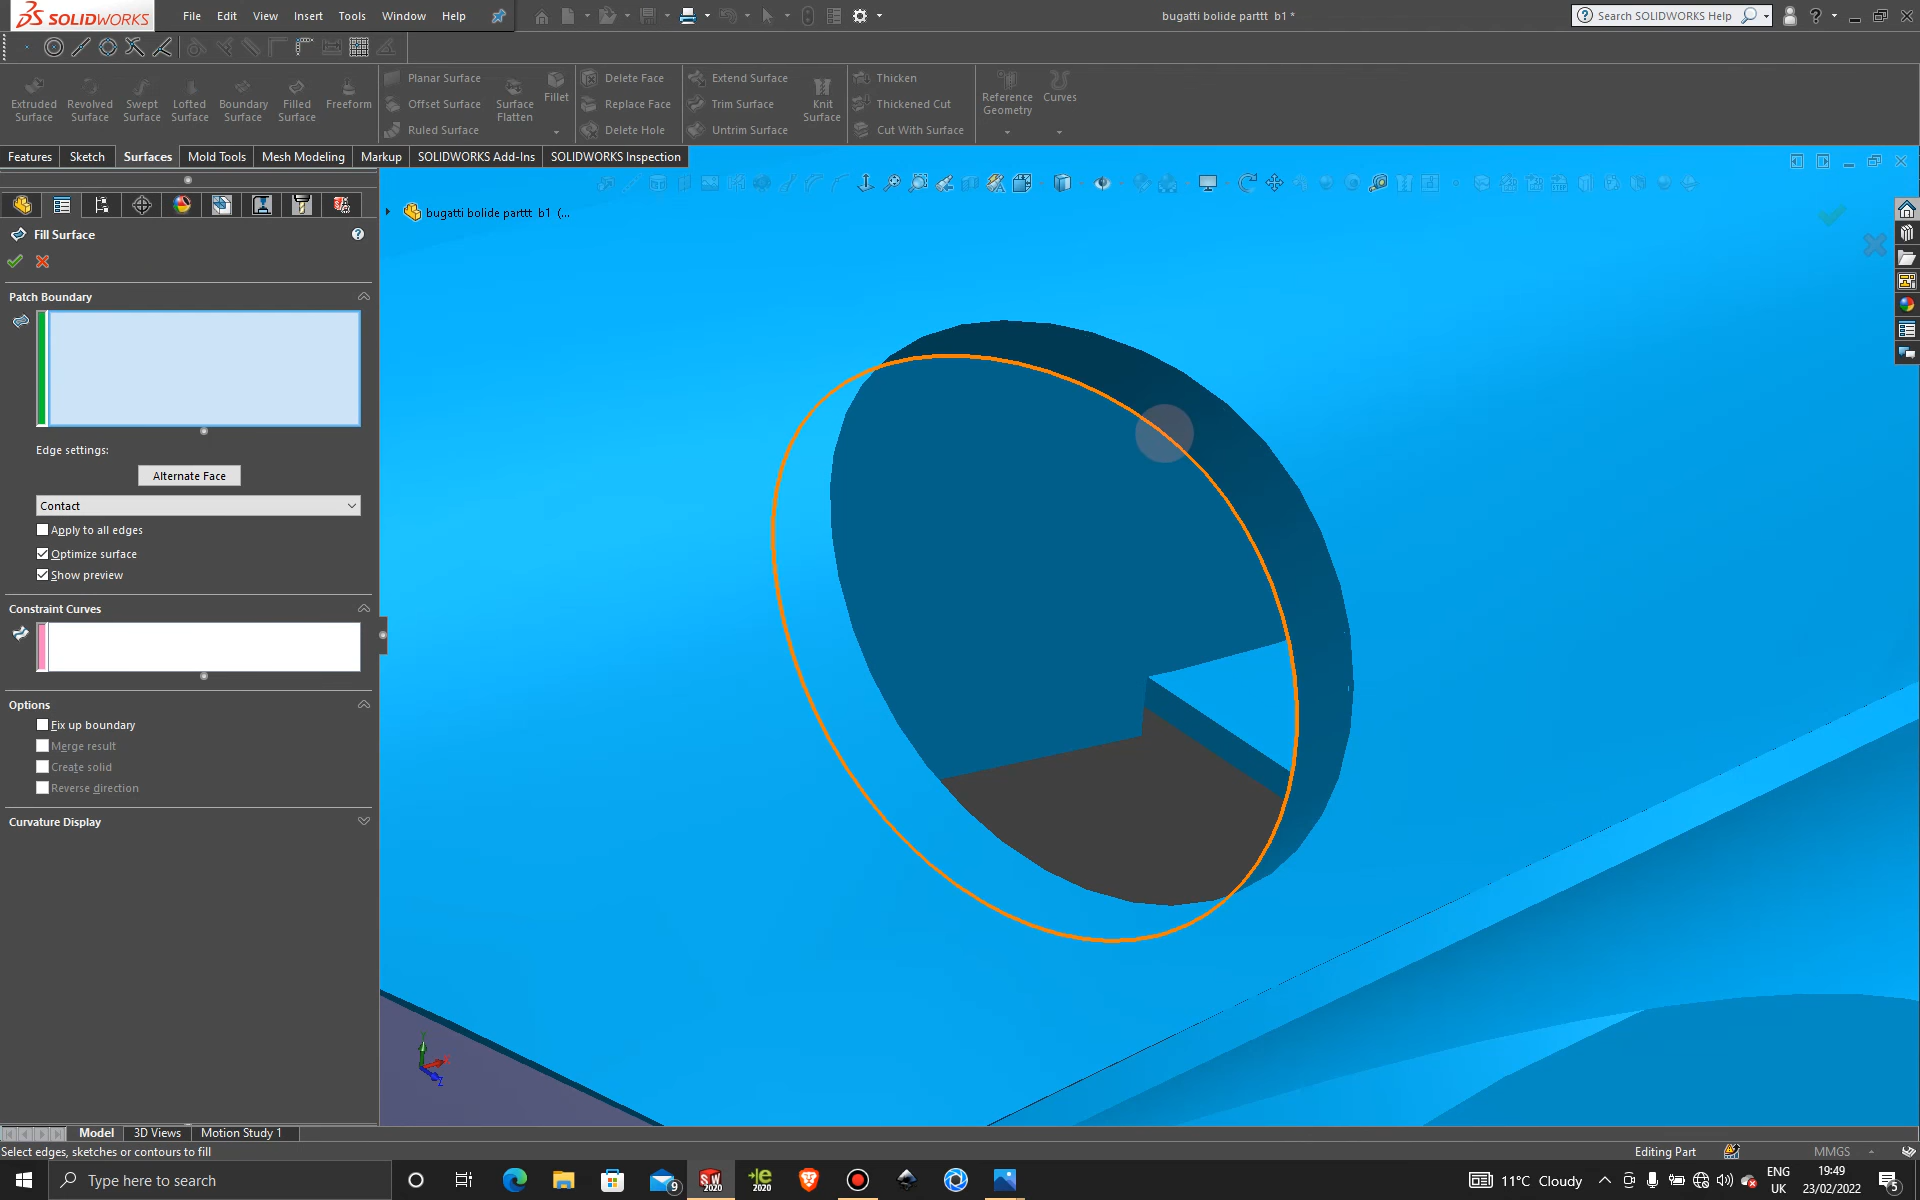 SOLIDWORKS File Edit View Insert Tools Window Help bugatti bolide parttt b1 * Search SOLIDWORKS Help
Extruded Surface
Revolved Surface
Swept Surface
Lofted Surface
Boundary Surface
Filled Surface
Freeform
Planar Surface
Offset Surface
Ruled Surface
Surface Flatten
Fillet
Delete Face
Replace Face
Delete Hole
Extend Surface
Trim Surface
Untrim Surface
Knit Surface
Thicken
Thickened Cut
Cut With Surface
Reference Geometry
Curves
Features Sketch Surfaces Mold Tools Mesh Modeling Markup SOLIDWORKS Add-Ins SOLIDWORKS Inspection
bugatti bolide parttt b1 (...
Fill Surface
Patch Boundary
Edge settings:
Alternate Face
Contact
Apply to all edges
Optimize surface
Show preview
Constraint Curves
Options
Fix up boundary
Merge result
Create solid
Reverse direction
Curvature Display
Y
Z
Model 3D Views Motion Study 1
Select edges, sketches or contours to fill Editing Part MMGS
Type here to search 9 SW 2020 e 2020 11°C Cloudy ENG UK 19:49 23/02/2022 5